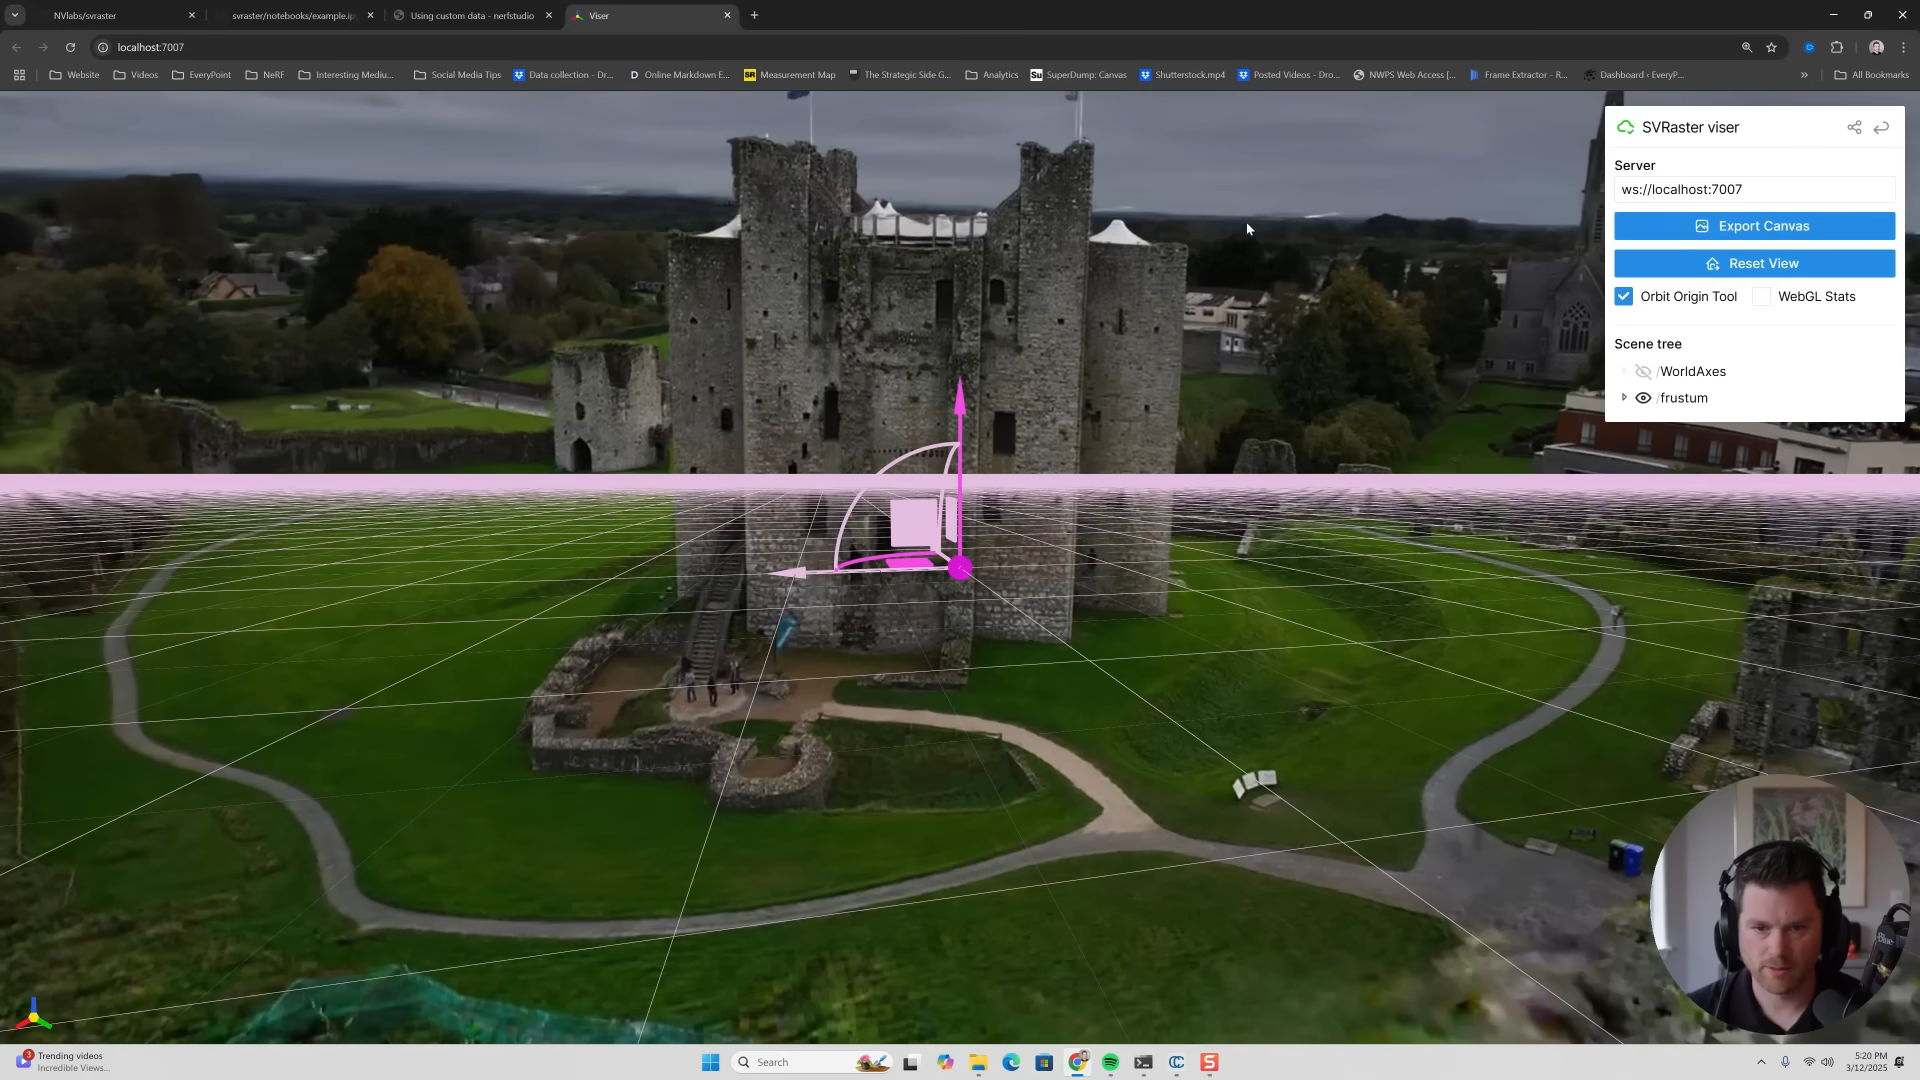 NVlabs/svraster
svraster/notebooks/example.ip
Using custom data - nerfstudio
Viser
localhost:7007
Website
Videos
EveryPoint
NeRF
Interesting Mediu...
Social Media Tips
Data collection - Dr...
Online Markdown E...
Measurement Map
The Strategic Side G...
Analytics
SuperDump: Canvas
Shutterstock.mp4
Posted Videos - Dro...
NWPS Web Access [...
Frame Extractor - R...
Dashboard ‹ EveryP...
All Bookmarks
SVRaster viser
Server
ws://localhost:7007
Export Canvas
Reset View
Orbit Origin Tool
WebGL Stats
Scene tree
/WorldAxes
/frustum
Blue
3
Trending videos
Incredible Views...
Search
5:20 PM
3/12/2025